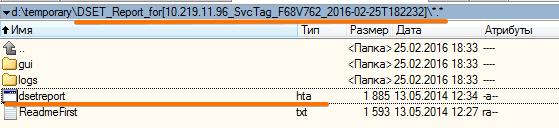 d:\temporary\DSET_Report_for[10.219.11.96_SvcTag_F68V762_2016-02-25T182232]\*.*
Имя Тип Размер Дата Атрибуты
.. <Папка> 25.02.2016 18:33 ----
gui <Папка> 25.02.2016 18:33 ----
logs <Папка> 25.02.2016 18:33 ----
dsetreport hta 1 885 13.05.2014 12:34 -a--
ReadmeFirst txt 1 593 13.05.2014 12:27 ra--